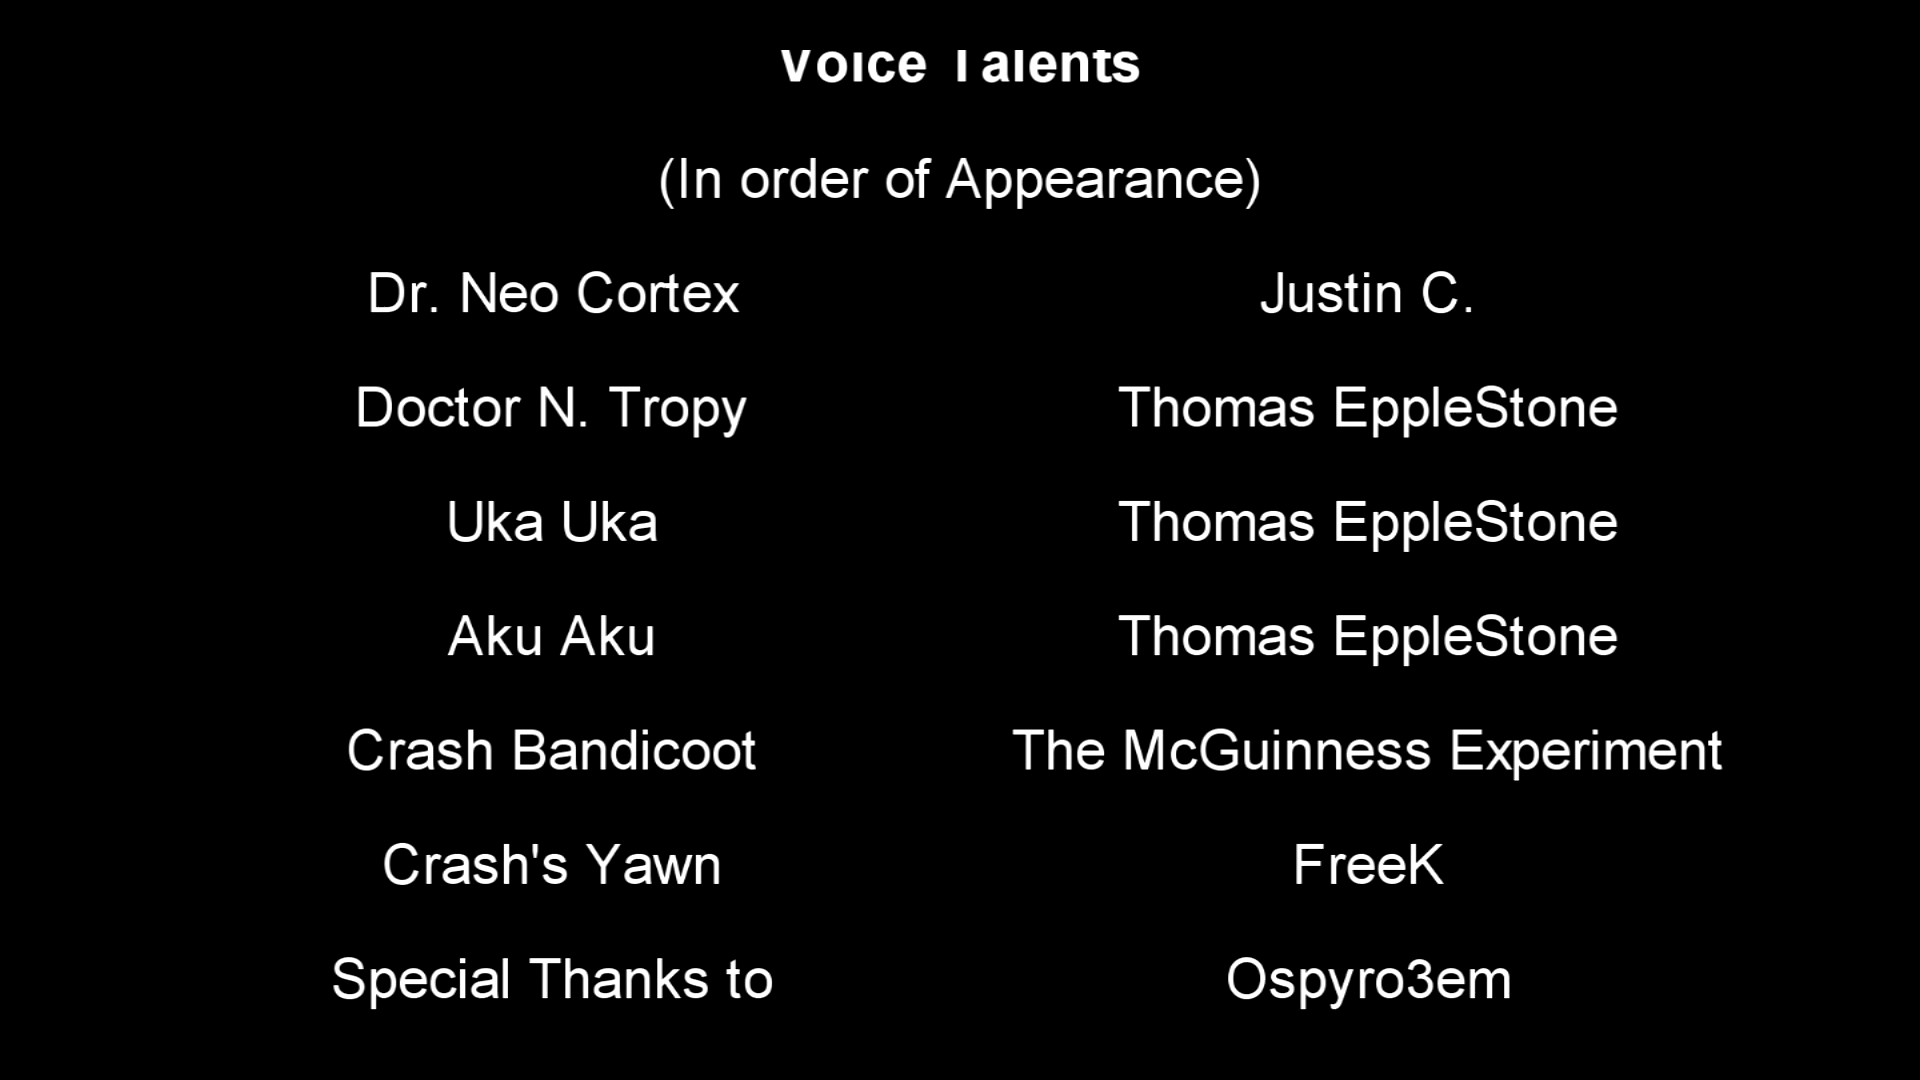 Voice Talents
(In order of Appearance)
Dr. Neo Cortex Justin C.
Doctor N. Tropy Thomas EppleStone
Uka Uka Thomas EppleStone
Aku Aku Thomas EppleStone
Crash Bandicoot The McGuinness Experiment
Crash's Yawn FreeK
Special Thanks to Ospyro3em